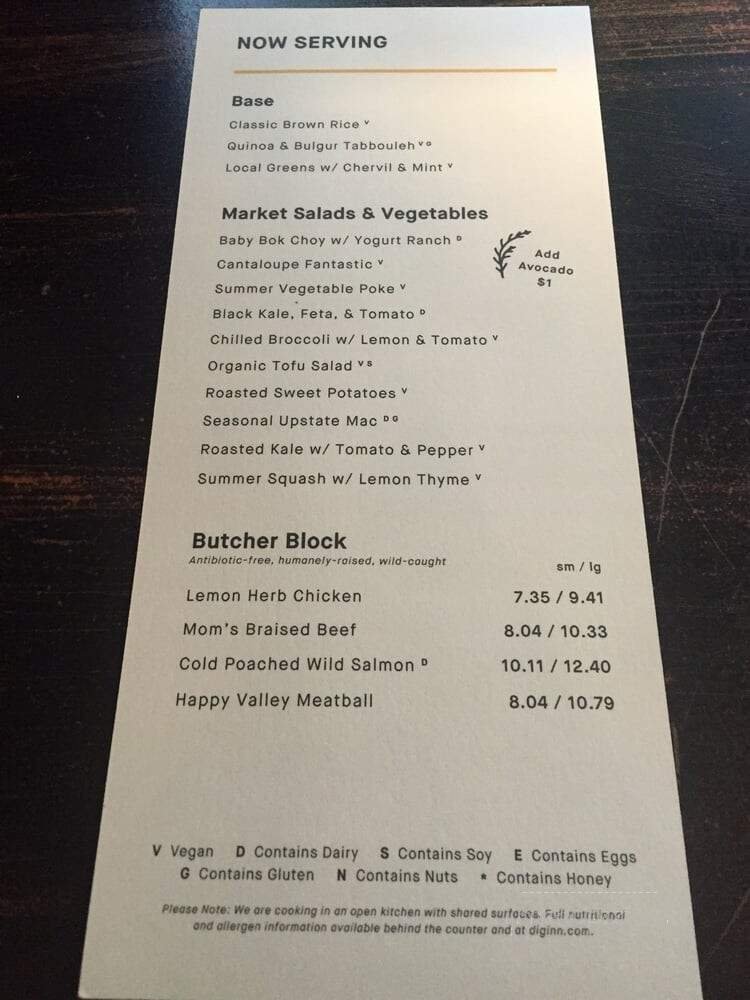 NOW SERVING
Base
Classic Brown Rice V
Quinoa & Bulgur Tabbouleh V G
Local Greens w/ Chervil & Mint V
Market Salads & Vegetables
Baby Bok Choy w/ Yogurt Ranch D
Cantaloupe Fantastic V
Summer Vegetable Poke V
Black Kale, Feta, & Tomato D
Chilled Broccoli w/ Lemon & Tomato V
Organic Tofu Salad V S
Roasted Sweet Potatoes V
Seasonal Upstate Mac D G
Roasted Kale w/ Tomato & Pepper V
Summer Squash w/ Lemon Thyme V
Add
Avocado
$1
Butcher Block
Antibiotic-free, humanely-raised, wild-caught
sm / lg
Lemon Herb Chicken 7.35 / 9.41
Mom's Braised Beef 8.04 / 10.33
Cold Poached Wild Salmon D 10.11 / 12.40
Happy Valley Meatball 8.04 / 10.79
V Vegan D Contains Dairy S Contains Soy E Contains Eggs
G Contains Gluten N Contains Nuts * Contains Honey
Please Note: We are cooking in an open kitchen with shared surfaces. Full nutritional
and allergen information available behind the counter and at diginn.com.